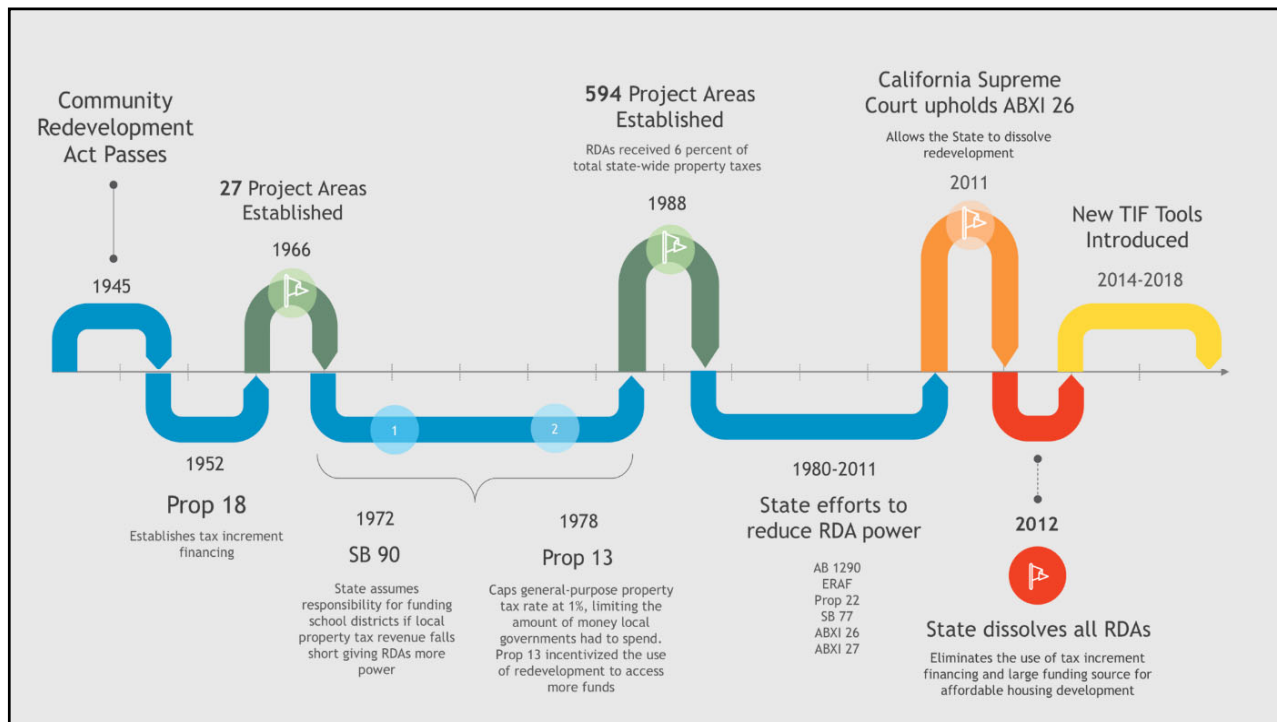 Community
Redevelopment
Act Passes
1945
1952
Prop 18
Establishes tax increment
financing
27 Project Areas
Established
1966
1
2
1972
SB 90
State assumes
responsibility for funding
school districts if local
property tax revenue falls
short giving RDAs more
power
1978
Prop 13
Caps general-purpose property
tax rate at 1%, limiting the
amount of money local
governments had to spend.
Prop 13 incentivized the use
of redevelopment to access
more funds
594 Project Areas
Established
RDAs received 6 percent of
total state-wide property taxes
1988
1980-2011
State efforts to
reduce RDA power
AB 1290
ERAF
Prop 22
SB 77
ABXI 26
ABXI 27
California Supreme
Court upholds ABXI 26
Allows the State to dissolve
redevelopment
2011
2012
State dissolves all RDAs
Eliminates the use of tax increment
financing and large funding source for
affordable housing development
New TIF Tools
Introduced
2014-2018